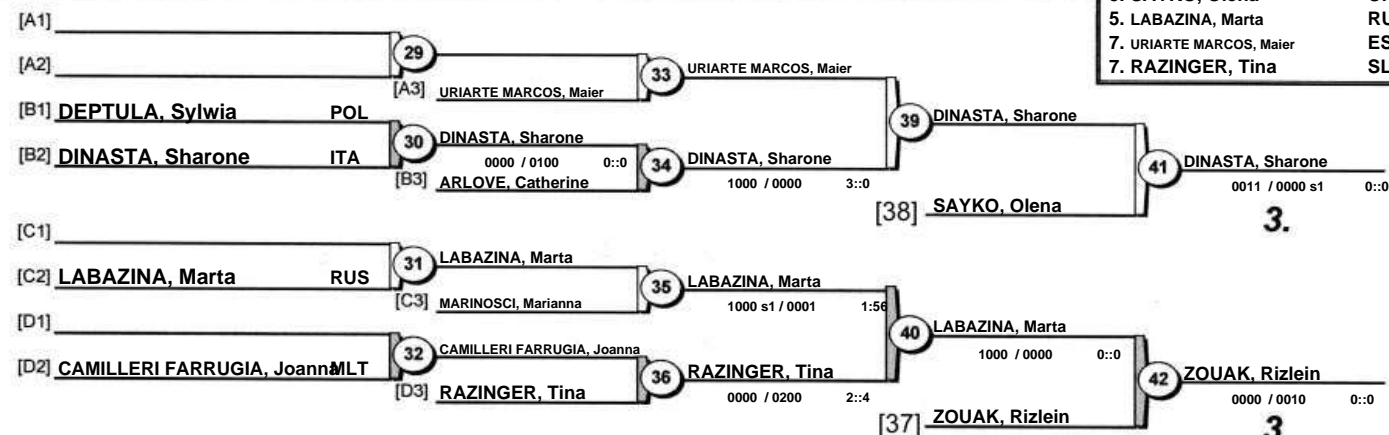 5. LABAZINA, Marta RU
7. URIARTE MARCOS, Maier ES
7. RAZINGER, Tina SL
[A1]
29
[A2]
33 URIARTE MARCOS, Maier
[A3] URIARTE MARCOS, Maier
[B1] DEPTULA, Sylwia POL
39 DINASTA, Sharone
30 DINASTA, Sharone
[B2] DINASTA, Sharone ITA
0000 / 0100 0::0
34 DINASTA, Sharone
41 DINASTA, Sharone
[B3] ARLOVE, Catherine
1000 / 0000 3::0
0011 / 0000 s1 0::0
[38] SAYKO, Olena
3.
[C1]
31 LABAZINA, Marta
[C2] LABAZINA, Marta RUS
35 LABAZINA, Marta
[C3] MARINOSCI, Marianna
1000 s1 / 0001 1:56
[D1]
40 LABAZINA, Marta
32 CAMILLERI FARRUGIA, Joanna
1000 / 0000 0::0
[D2] CAMILLERI FARRUGIA, Joanna MLT
36 RAZINGER, Tina
42 ZOUAK, Rizlein
[D3] RAZINGER, Tina
0000 / 0200 2::4
0000 / 0010 0::0
[37] ZOUAK, Rizlein
3